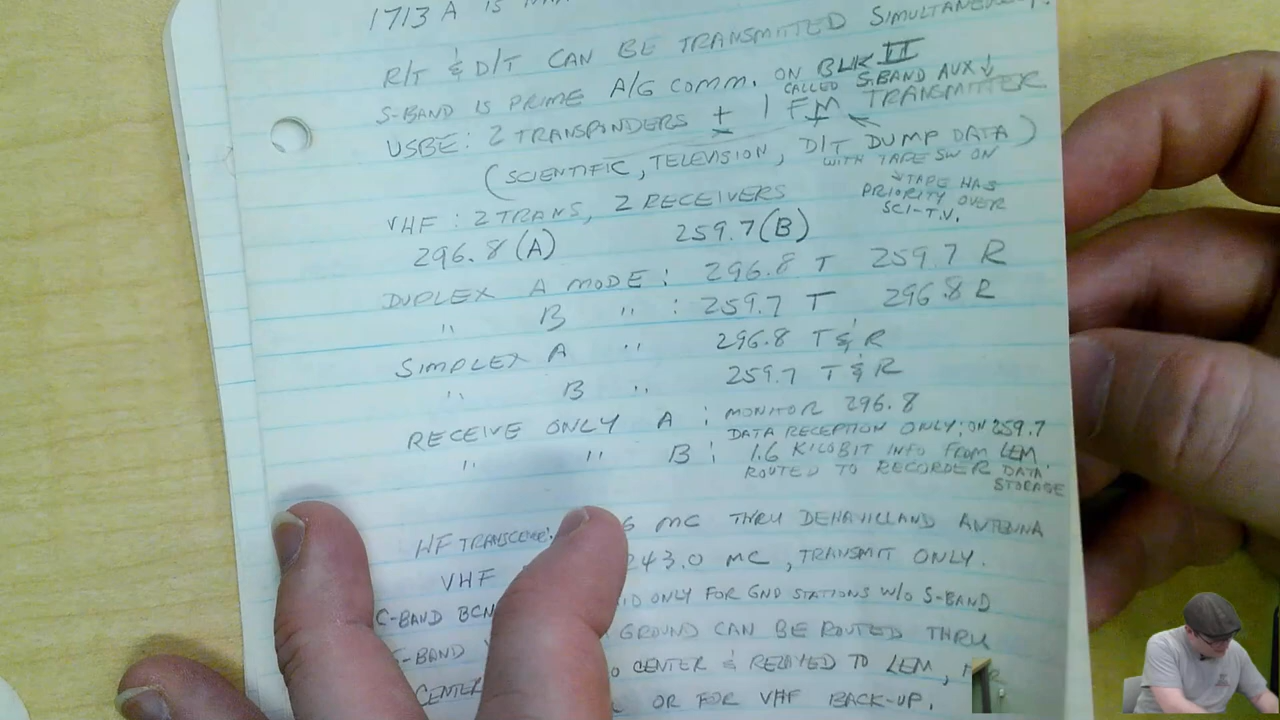 1713 A IS
R/T & D/T CAN BE TRANSMITTED SIMULTANEOUSLY.
S-BAND IS PRIME A/G COMM. ON BLK II
CALLED S-BAND AUX ↓
USBE: 2 TRANSPONDERS + 1 FM TRANSMITTER
(SCIENTIFIC, TELEVISION, D/T DUMP DATA)
WITH TAPE SW ON
↘TAPE HAS
PRIORITY OVER
SCI-T.V.
VHF: 2 TRANS, 2 RECEIVERS
296.8 (A) 259.7 (B)
DUPLEX A MODE: 296.8 T 259.7 R
" B " : 259.7 T 296.8 R
SIMPLEX A " 296.8 T & R
" B " 259.7 T & R
RECEIVE ONLY A : MONITOR 296.8
DATA RECEPTION ONLY: ON 259.7
" " B : 1.6 KILOBIT INFO FROM LEM
ROUTED TO RECORDER DATA
STORAGE
HF 6 MC THRU DEHAVILLAND ANTENNA
VHF 243.0 MC, TRANSMIT ONLY.
C-BAND BCN ONLY FOR GND STATIONS W/O S-BAND
-BAND GROUND CAN BE ROUTED THRU
CENTER CENTER & RELAYED TO LEM,
OR FOR VHF BACK-UP.